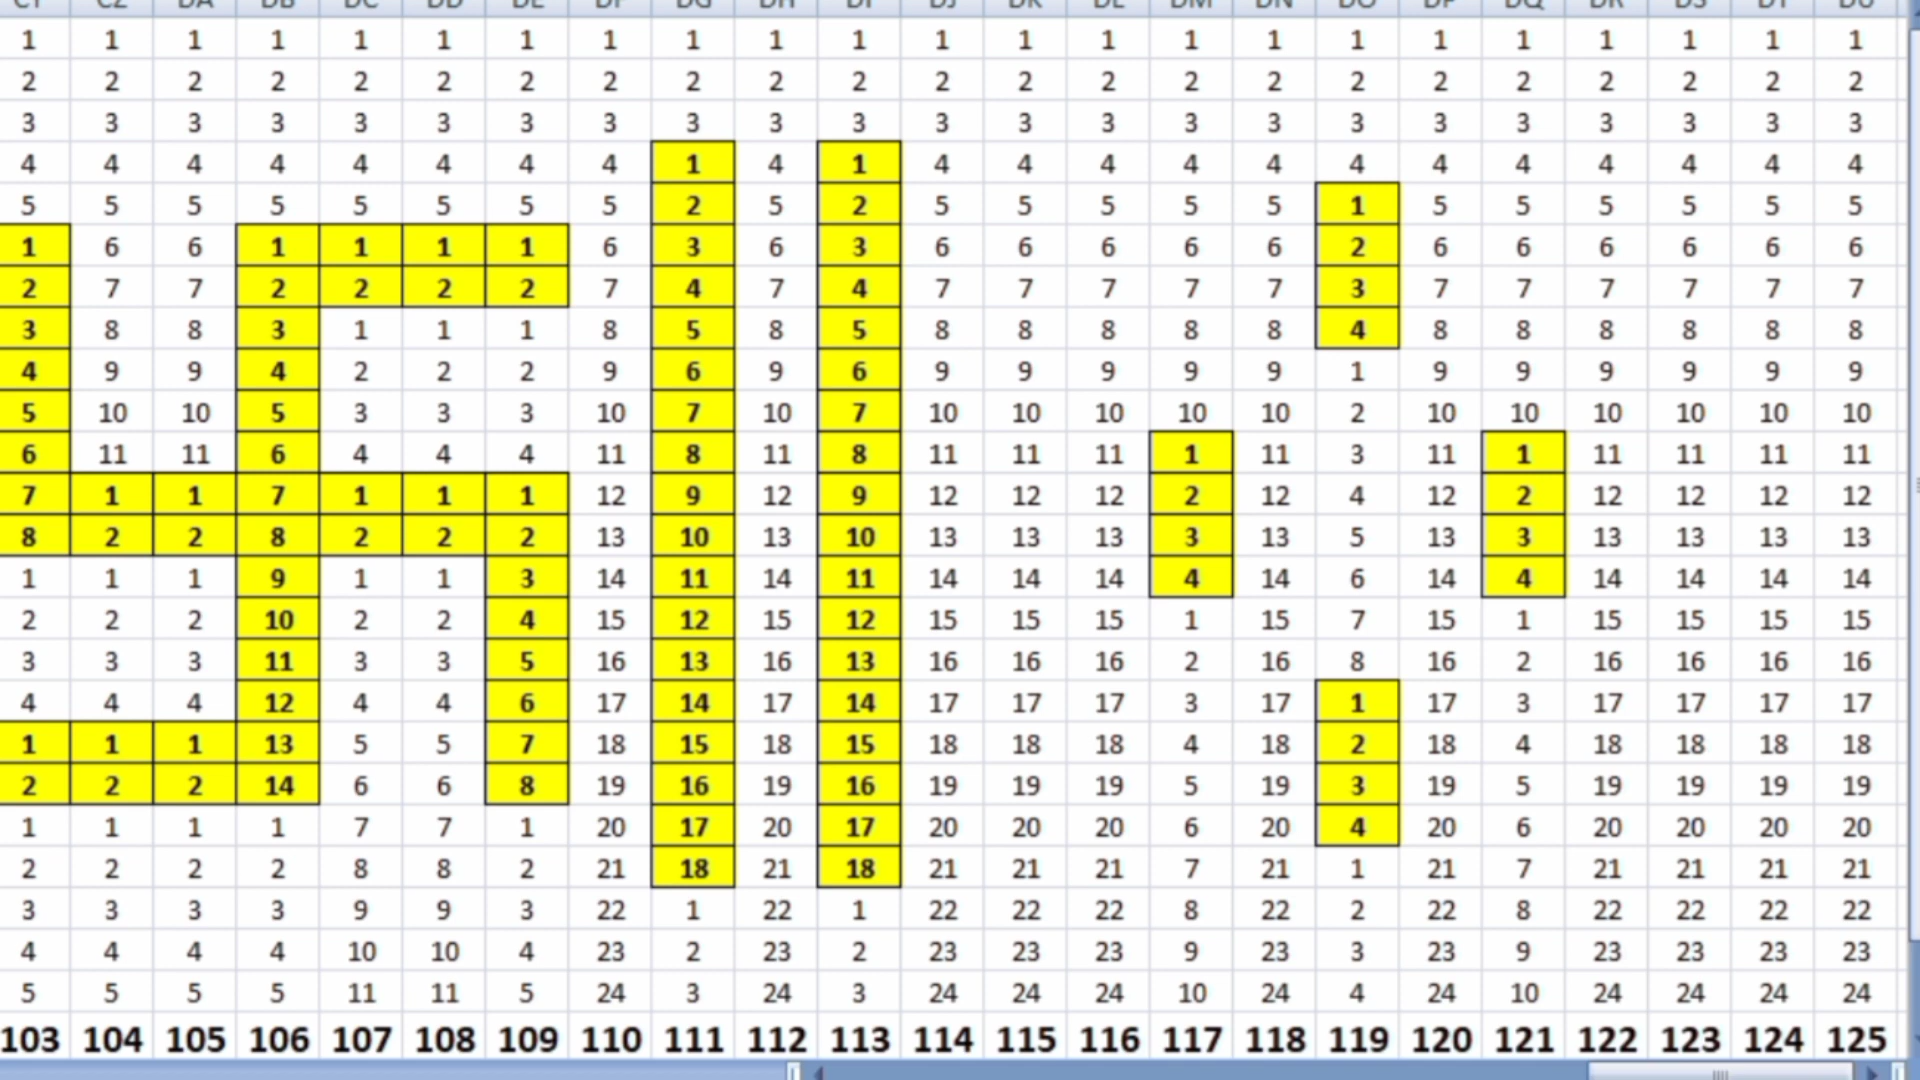 CY CZ DA DB DC DD DE DF DG DH DI DJ DK DL DM DN DO DP DQ DR DS DT DU
1 1 1 1 1 1 1 1 1 1 1 1 1 1 1 1 1 1 1 1 1 1 1
2 2 2 2 2 2 2 2 2 2 2 2 2 2 2 2 2 2 2 2 2 2 2
3 3 3 3 3 3 3 3 3 3 3 3 3 3 3 3 3 3 3 3 3 3 3
4 4 4 4 4 4 4 4 1 4 1 4 4 4 4 4 4 4 4 4 4 4 4
5 5 5 5 5 5 5 5 2 5 2 5 5 5 5 5 1 5 5 5 5 5 5
1 6 6 1 1 1 1 6 3 6 3 6 6 6 6 6 2 6 6 6 6 6 6
2 7 7 2 2 2 2 7 4 7 4 7 7 7 7 7 3 7 7 7 7 7 7
3 8 8 3 1 1 1 8 5 8 5 8 8 8 8 8 4 8 8 8 8 8 8
4 9 9 4 2 2 2 9 6 9 6 9 9 9 9 9 1 9 9 9 9 9 9
5 10 10 5 3 3 3 10 7 10 7 10 10 10 10 10 2 10 10 10 10 10 10
6 11 11 6 4 4 4 11 8 11 8 11 11 11 1 11 3 11 1 11 11 11 11
7 1 1 7 1 1 1 12 9 12 9 12 12 12 2 12 4 12 2 12 12 12 12
8 2 2 8 2 2 2 13 10 13 10 13 13 13 3 13 5 13 3 13 13 13 13
1 1 1 9 1 1 3 14 11 14 11 14 14 14 4 14 6 14 4 14 14 14 14
2 2 2 10 2 2 4 15 12 15 12 15 15 15 1 15 7 15 1 15 15 15 15
3 3 3 11 3 3 5 16 13 16 13 16 16 16 2 16 8 16 2 16 16 16 16
4 4 4 12 4 4 6 17 14 17 14 17 17 17 3 17 1 17 3 17 17 17 17
1 1 1 13 5 5 7 18 15 18 15 18 18 18 4 18 2 18 4 18 18 18 18
2 2 2 14 6 6 8 19 16 19 16 19 19 19 5 19 3 19 5 19 19 19 19
1 1 1 1 7 7 1 20 17 20 17 20 20 20 6 20 4 20 6 20 20 20 20
2 2 2 2 8 8 2 21 18 21 18 21 21 21 7 21 1 21 7 21 21 21 21
3 3 3 3 9 9 3 22 1 22 1 22 22 22 8 22 2 22 8 22 22 22 22
4 4 4 4 10 10 4 23 2 23 2 23 23 23 9 23 3 23 9 23 23 23 23
5 5 5 5 11 11 5 24 3 24 3 24 24 24 10 24 4 24 10 24 24 24 24
103 104 105 106 107 108 109 110 111 112 113 114 115 116 117 118 119 120 121 122 123 124 125